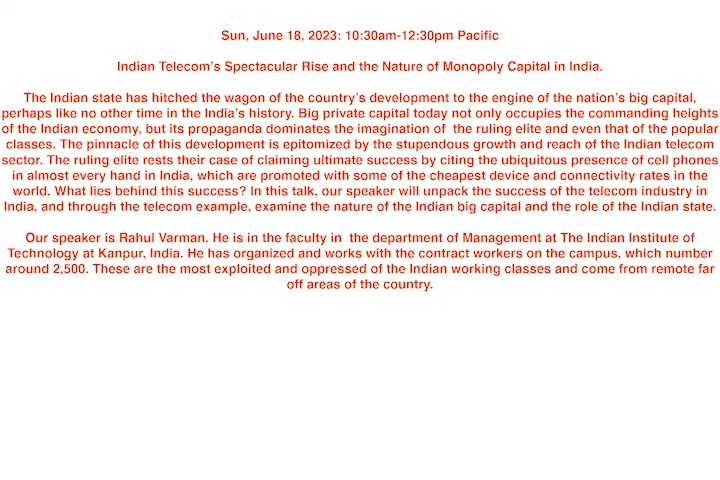 Sun, June 18, 2023: 10:30am-12:30pm Pacific
Indian Telecom's Spectacular Rise and the Nature of Monopoly Capital in India.
The Indian state has hitched the wagon of the country's development to the engine of the nation's big capital,
perhaps like no other time in the India's history. Big private capital today not only occupies the commanding heights
of the Indian economy, but its propaganda dominates the imagination of the ruling elite and even that of the popular
classes. The pinnacle of this development is epitomized by the stupendous growth and reach of the Indian telecom
sector. The ruling elite rests their case of claiming ultimate success by citing the ubiquitous presence of cell phones
in almost every hand in India, which are promoted with some of the cheapest device and connectivity rates in the
world. What lies behind this success? In this talk, our speaker will unpack the success of the telecom industry in
India, and through the telecom example, examine the nature of the Indian big capital and the role of the Indian state.
Our speaker is Rahul Varman. He is in the faculty in the department of Management at The Indian Institute of
Technology at Kanpur, India. He has organized and works with the contract workers on the campus, which number
around 2,500. These are the most exploited and oppressed of the Indian working classes and come from remote far
off areas of the country.